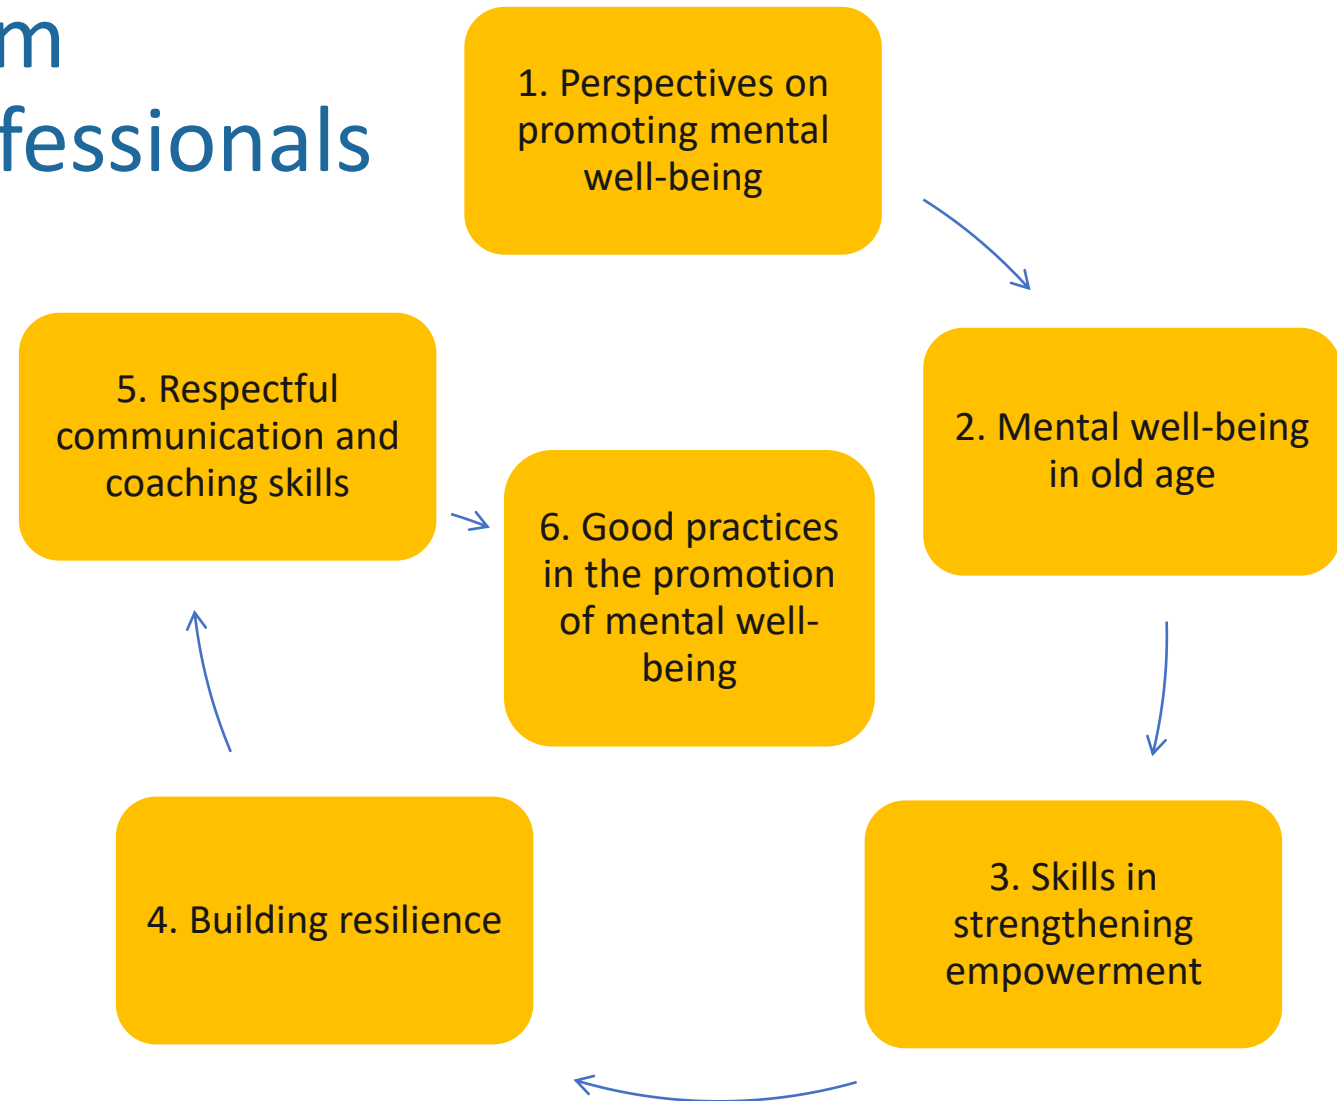 1. Perspectives on
promoting mental
well-being
2. Mental well-being
in old age
3. Skills in
strengthening
empowerment
4. Building resilience
5. Respectful
communication and
coaching skills
6. Good practices
in the promotion
of mental well-
being